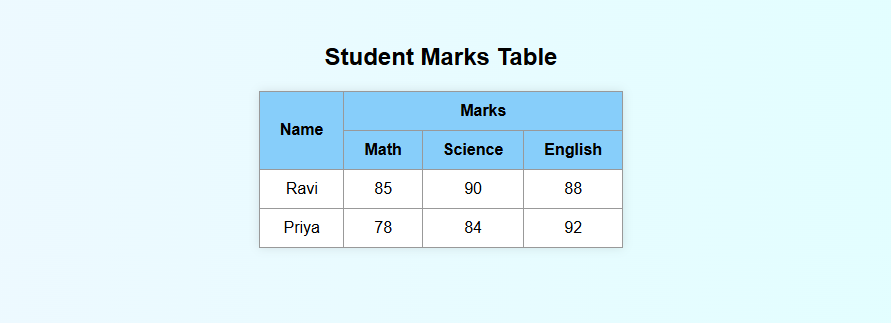 Student Marks Table
Name Marks
Math Science English
Ravi 85 90 88
Priya 78 84 92